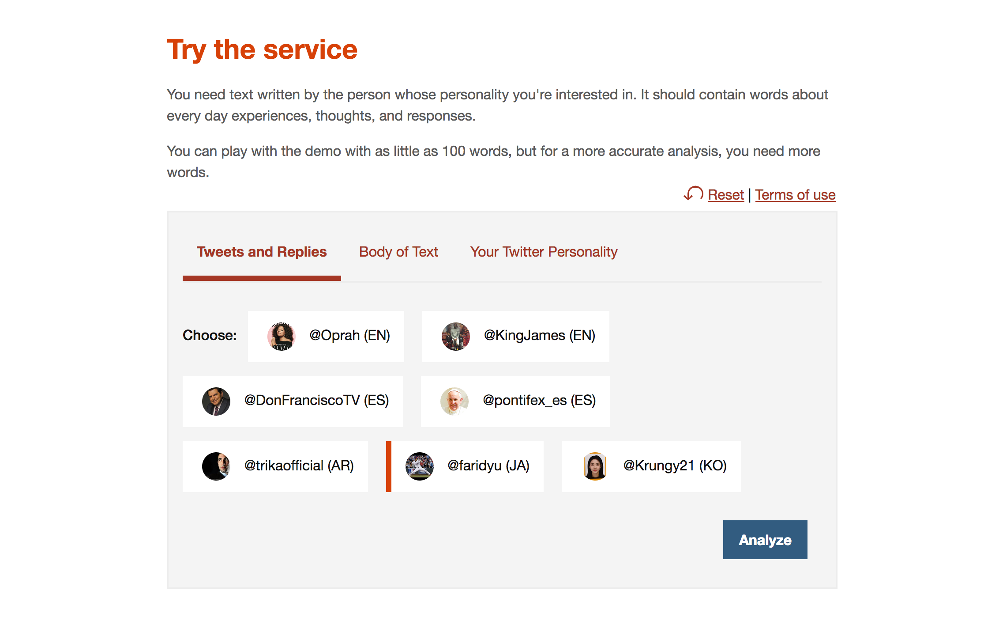 Try the service
You need text written by the person whose personality you're interested in. It should contain words about
every day experiences, thoughts, and responses.
You can play with the demo with as little as 100 words, but for a more accurate analysis, you need more
words.
Reset | Terms of use
Tweets and Replies Body of Text Your Twitter Personality
Choose: @Oprah (EN) @KingJames (EN)
@DonFranciscoTV (ES) @pontifex_es (ES)
@trikaofficial (AR) @faridyu (JA) @Krungy21 (KO)
Analyze